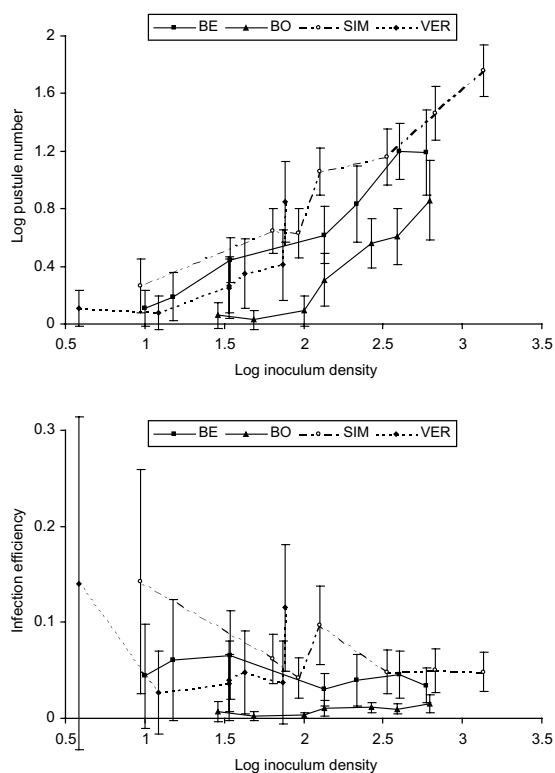 BE BO SIM VER
2
1.6
1.2
0.8
0.4
0
Log pustule number
0.5 1 1.5 2 2.5 3 3.5
Log inoculum density
BE BO SIM VER
0.3
0.2
0.1
0
Infection efficiency
0.5 1 1.5 2 2.5 3 3.5
Log inoculum density